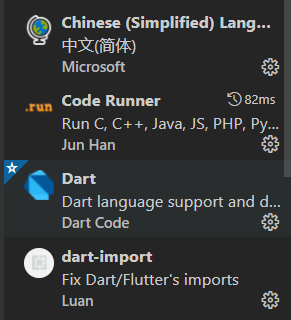 Chinese (Simplified) Lang...
中文(简体)
Microsoft
.run
Code Runner 82ms
Run C, C++, Java, JS, PHP, Py...
Jun Han
Dart
Dart language support and d...
Dart Code
dart-import
Fix Dart/Flutter's imports
Luan